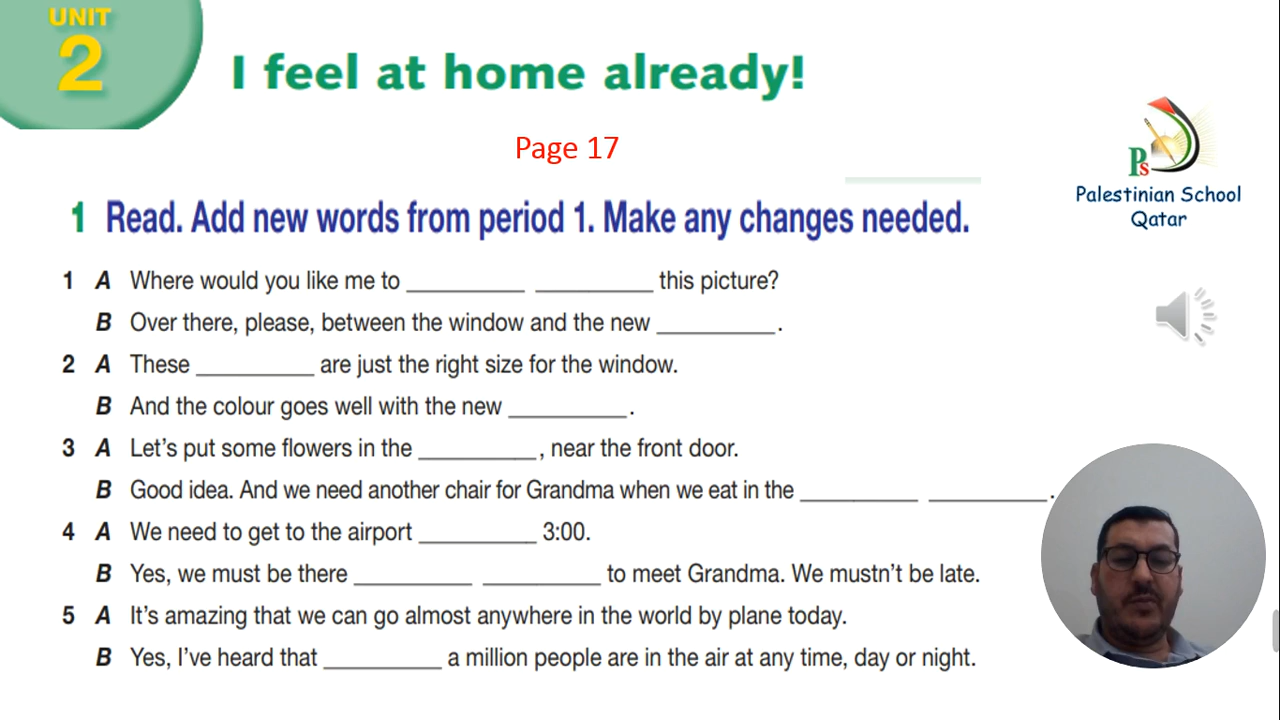 UNIT
2
I feel at home already!
Page 17
Ps
Palestinian School
Qatar
1 Read. Add new words from period 1. Make any changes needed.
1 A Where would you like me to __________ __________ this picture?
B Over there, please, between the window and the new __________.
2 A These __________ are just the right size for the window.
B And the colour goes well with the new __________.
3 A Let's put some flowers in the __________, near the front door.
B Good idea. And we need another chair for Grandma when we eat in the __________ __________.
4 A We need to get to the airport __________ 3:00.
B Yes, we must be there __________ __________ to meet Grandma. We mustn't be late.
5 A It's amazing that we can go almost anywhere in the world by plane today.
B Yes, I've heard that __________ a million people are in the air at any time, day or night.